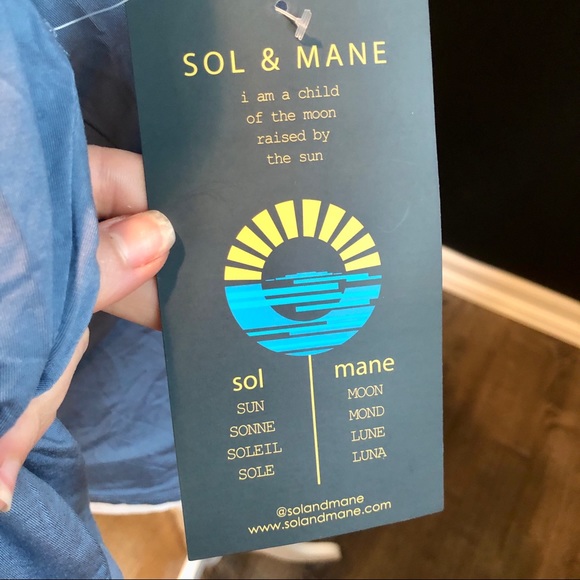 SOL & MANE
i am a child
of the moon
raised by
the sun
sol
SUN
SONNE
SOLEIL
SOLE
mane
MOON
MOND
LUNE
LUNA
@solandmane
www.solandmane.com